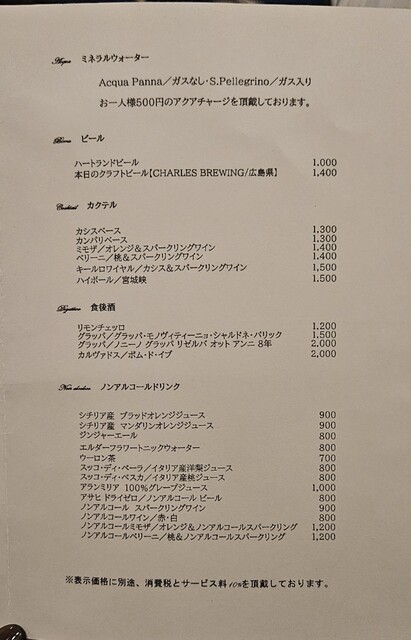 Acqua ミネラルウォーター
Acqua Panna／ガスなし・S.Pellegrino／ガス入り
お一人様500円のアクアチャージを頂戴しております。
Birra ビール
ハートランドビール 1,000
本日のクラフトビール【CHARLES BREWING/広島県】 1,400
Cocktail カクテル
カシスベース 1,300
カンパリベース 1,300
ミモザ／オレンジ＆スパークリングワイン 1,400
ベリーニ／桃＆スパークリングワイン 1,400
キールロワイヤル／カシス＆スパークリングワイン 1,500
ハイボール／宮城峡 1,500
食後酒
リモンチェッロ 1,200
グラッパ／グラッパ・モノヴィティーニョ・シャルドネ・バリック 1,500
グラッパ／ノニーノ グラッパ リゼルバ オット アンニ 8年 2,000
カルヴァドス／ポム・ド・イブ 2,000
ノンアルコールドリンク
シチリア産 ブラッドオレンジジュース 900
シチリア産 マンダリンオレンジジュース 900
ジンジャーエール 800
エルダーフラワートニックウォーター 800
ウーロン茶 700
スッコ・ディ・ペーラ／イタリア産洋梨ジュース 800
スッコ・ディ・ペスカ／イタリア産桃ジュース 800
アランミリア 100%グレープジュース 1,000
アサヒ ドライゼロ／ノンアルコール ビール 800
ノンアルコール スパークリングワイン 900
ノンアルコールワイン／赤・白 800
ノンアルコールミモザ／オレンジ＆ノンアルコールスパークリング 1,200
ノンアルコールベリーニ／桃＆ノンアルコールスパークリング 1,200
※表示価格に別途、消費税とサービス料10%を頂戴しております。